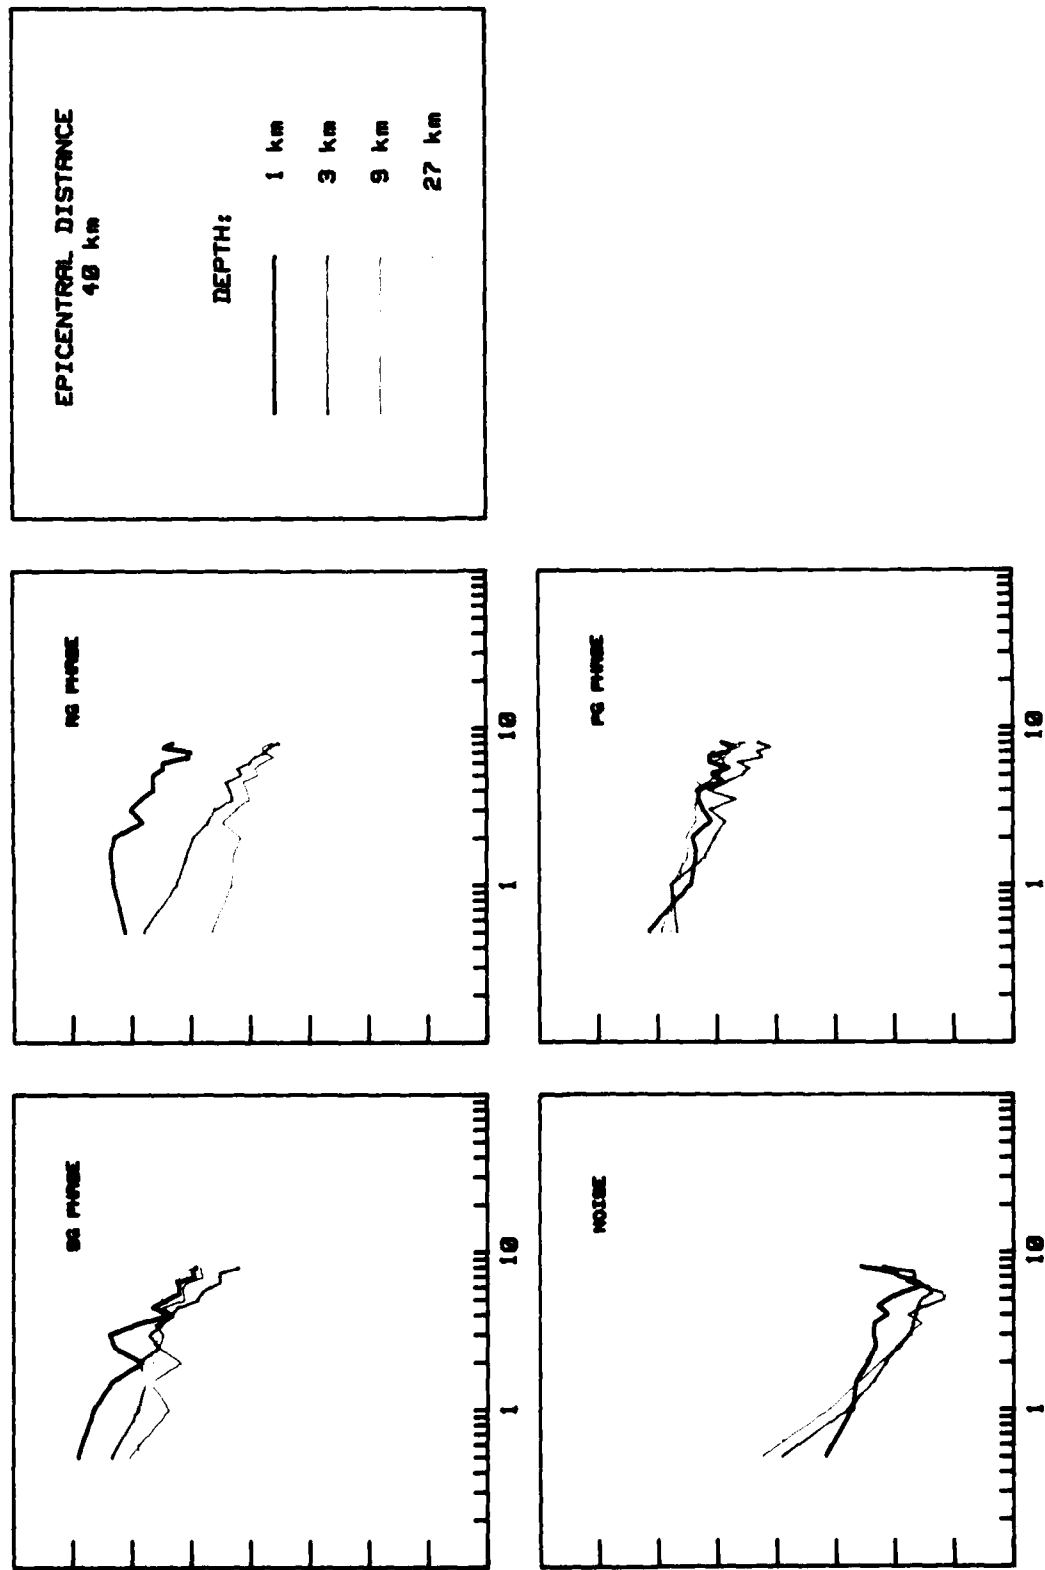 EPICENTRAL DISTANCE
40 km
DEPTH:
1 km
3 km
9 km
27 km
SG PHASE
1
10
RG PHASE
1
10
NOISE
1
10
PG PHASE
1
10